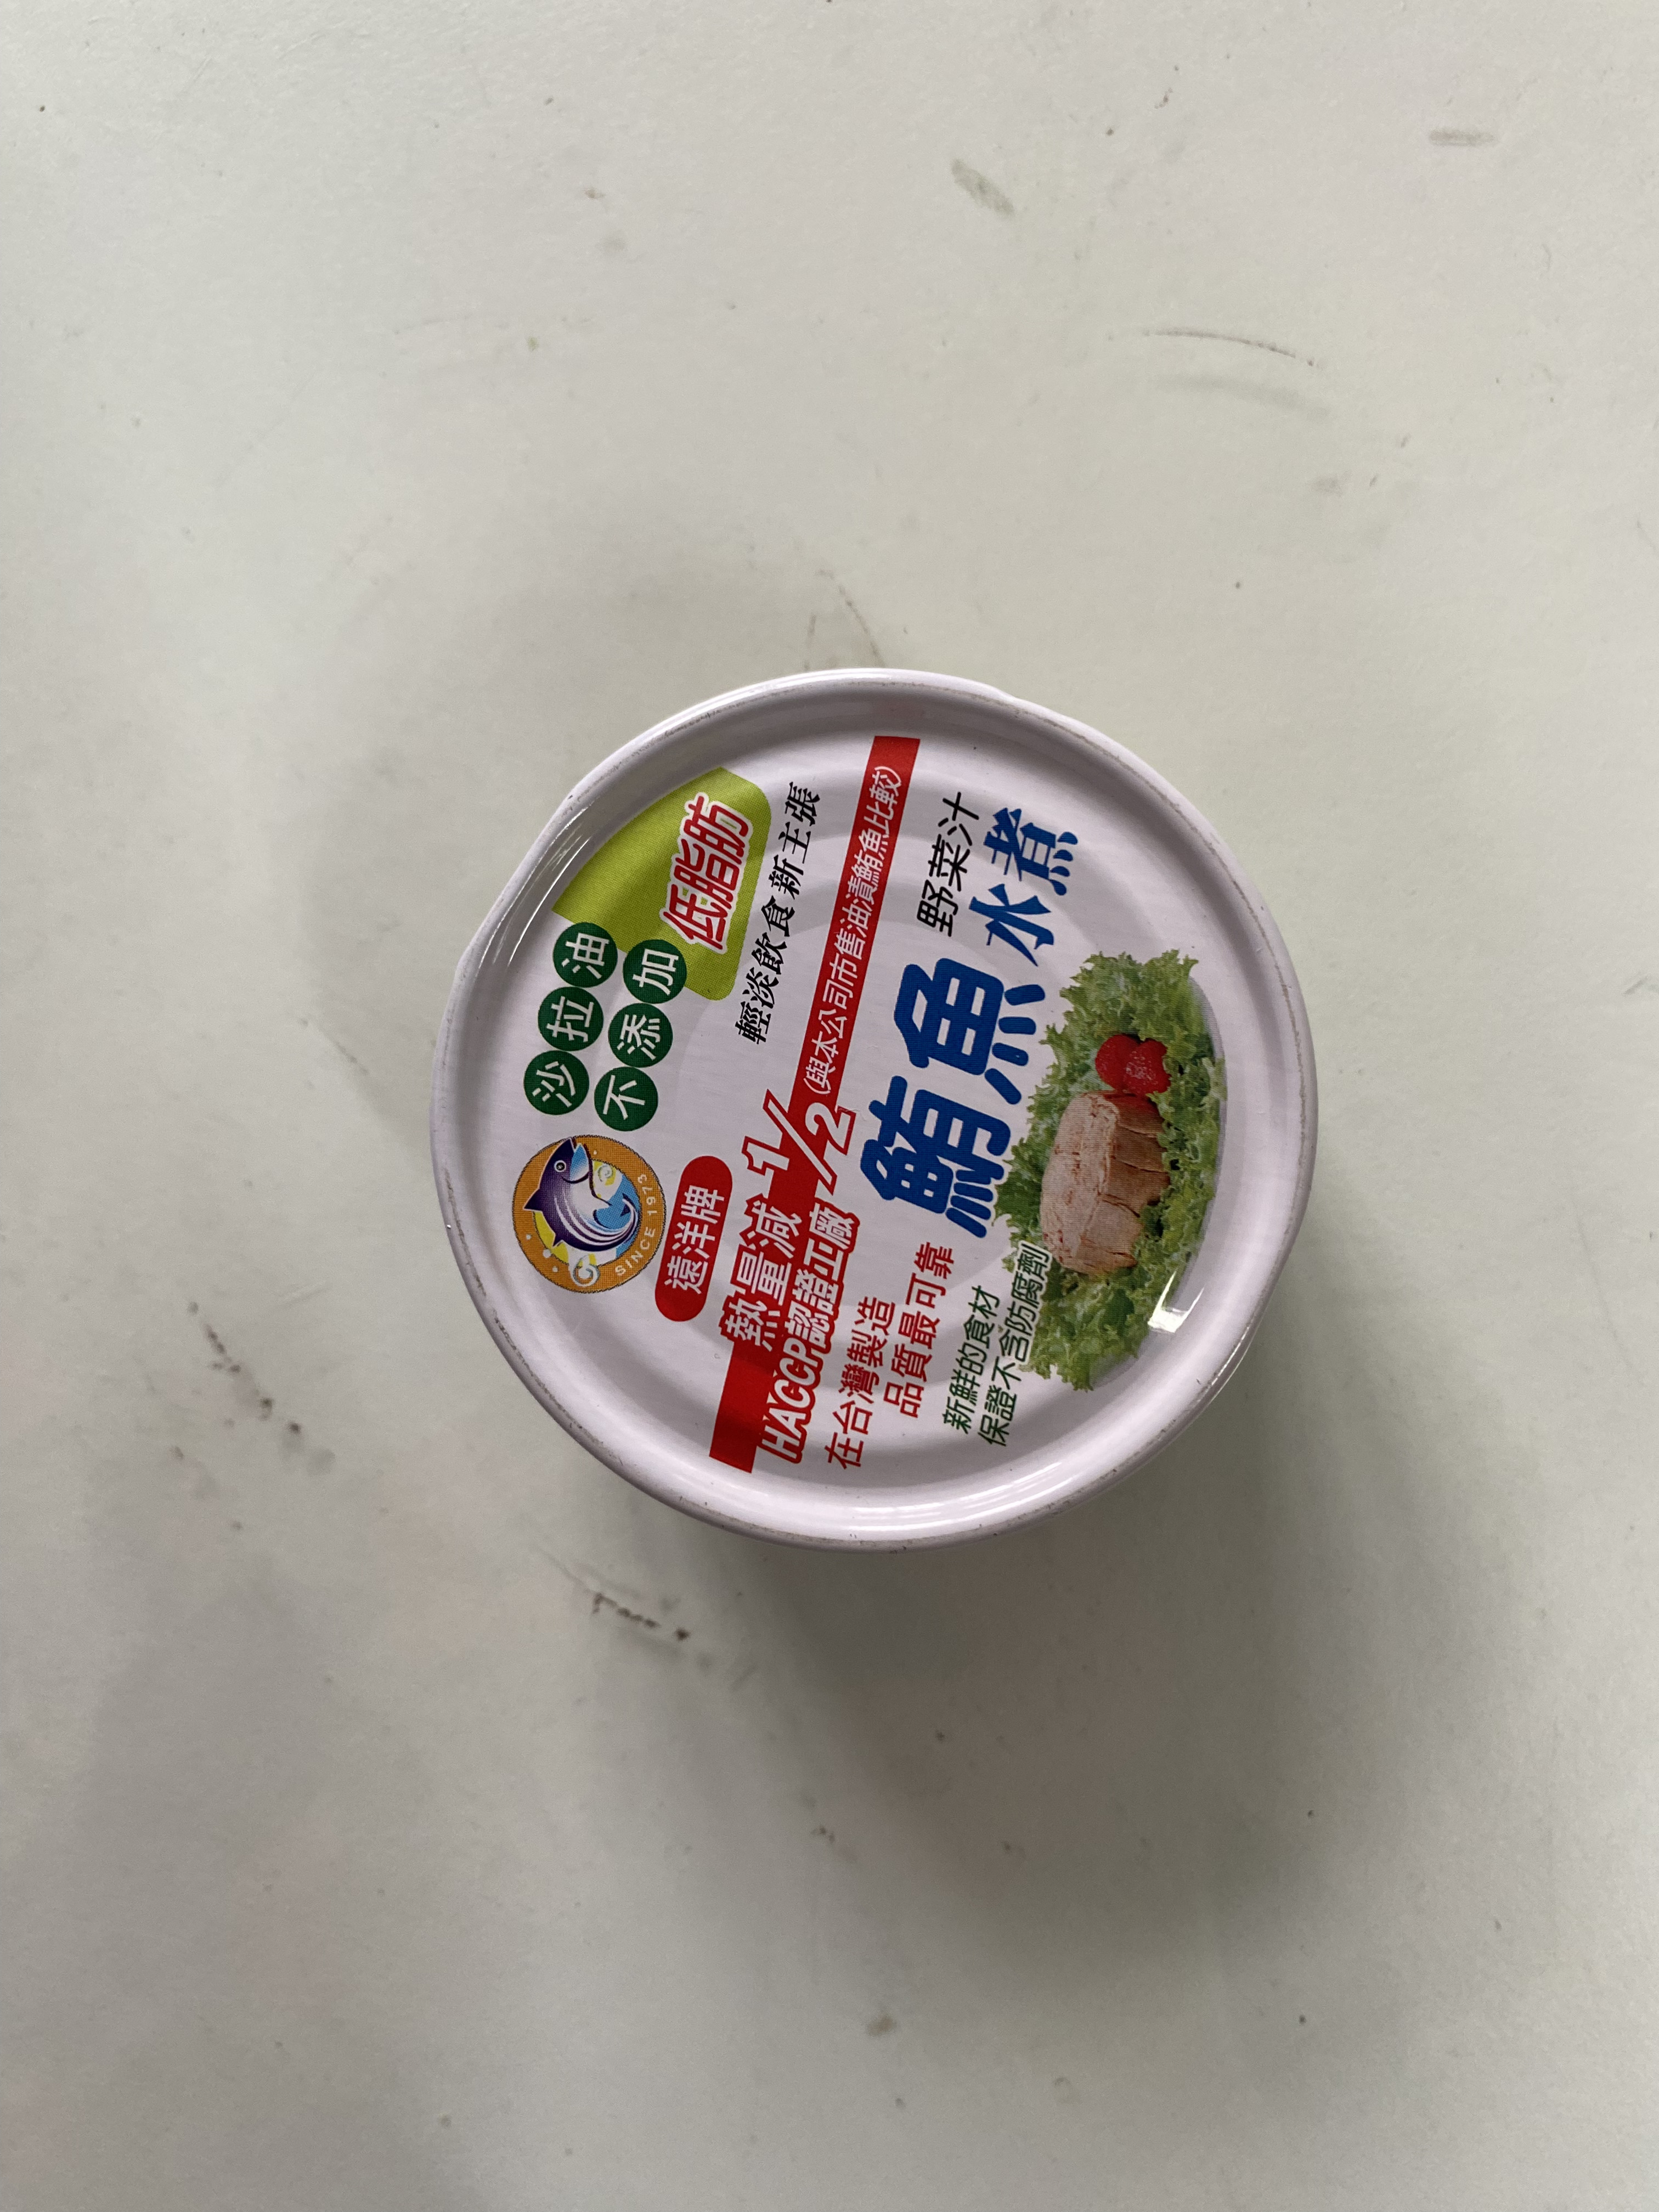 SINCE 1973
沙拉油
不添加
低脂肪
遠洋牌
輕淡飲食新主張
熱量減1/2(與本公司市售油漬鮪魚比較)
HACCP認證工廠
在台灣製造
品質最可靠
野菜汁
鮪魚水煮
新鮮的食材
保證不含防腐劑